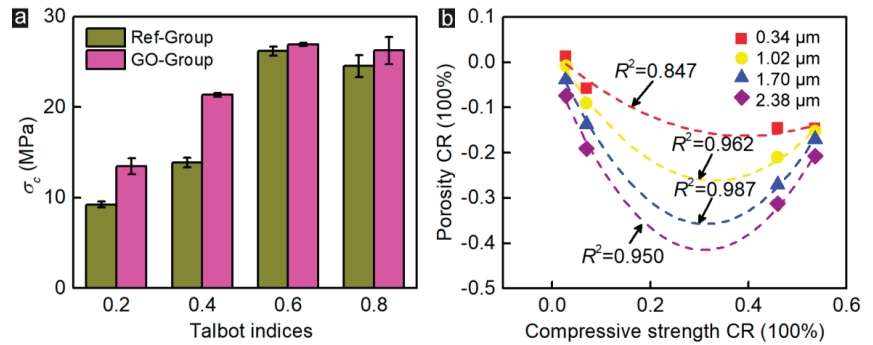 a
30
20
10
0
σc (MPa)
Ref-Group
GO-Group
0.2 0.4 0.6 0.8
Talbot indices
b
0.0
-0.1
-0.2
-0.3
-0.4
-0.5
Porosity CR (100%)
0.34 µm
1.02 µm
1.70 µm
2.38 µm
R²=0.847
R²=0.962
R²=0.987
R²=0.950
0.0 0.2 0.4 0.6
Compressive strength CR (100%)